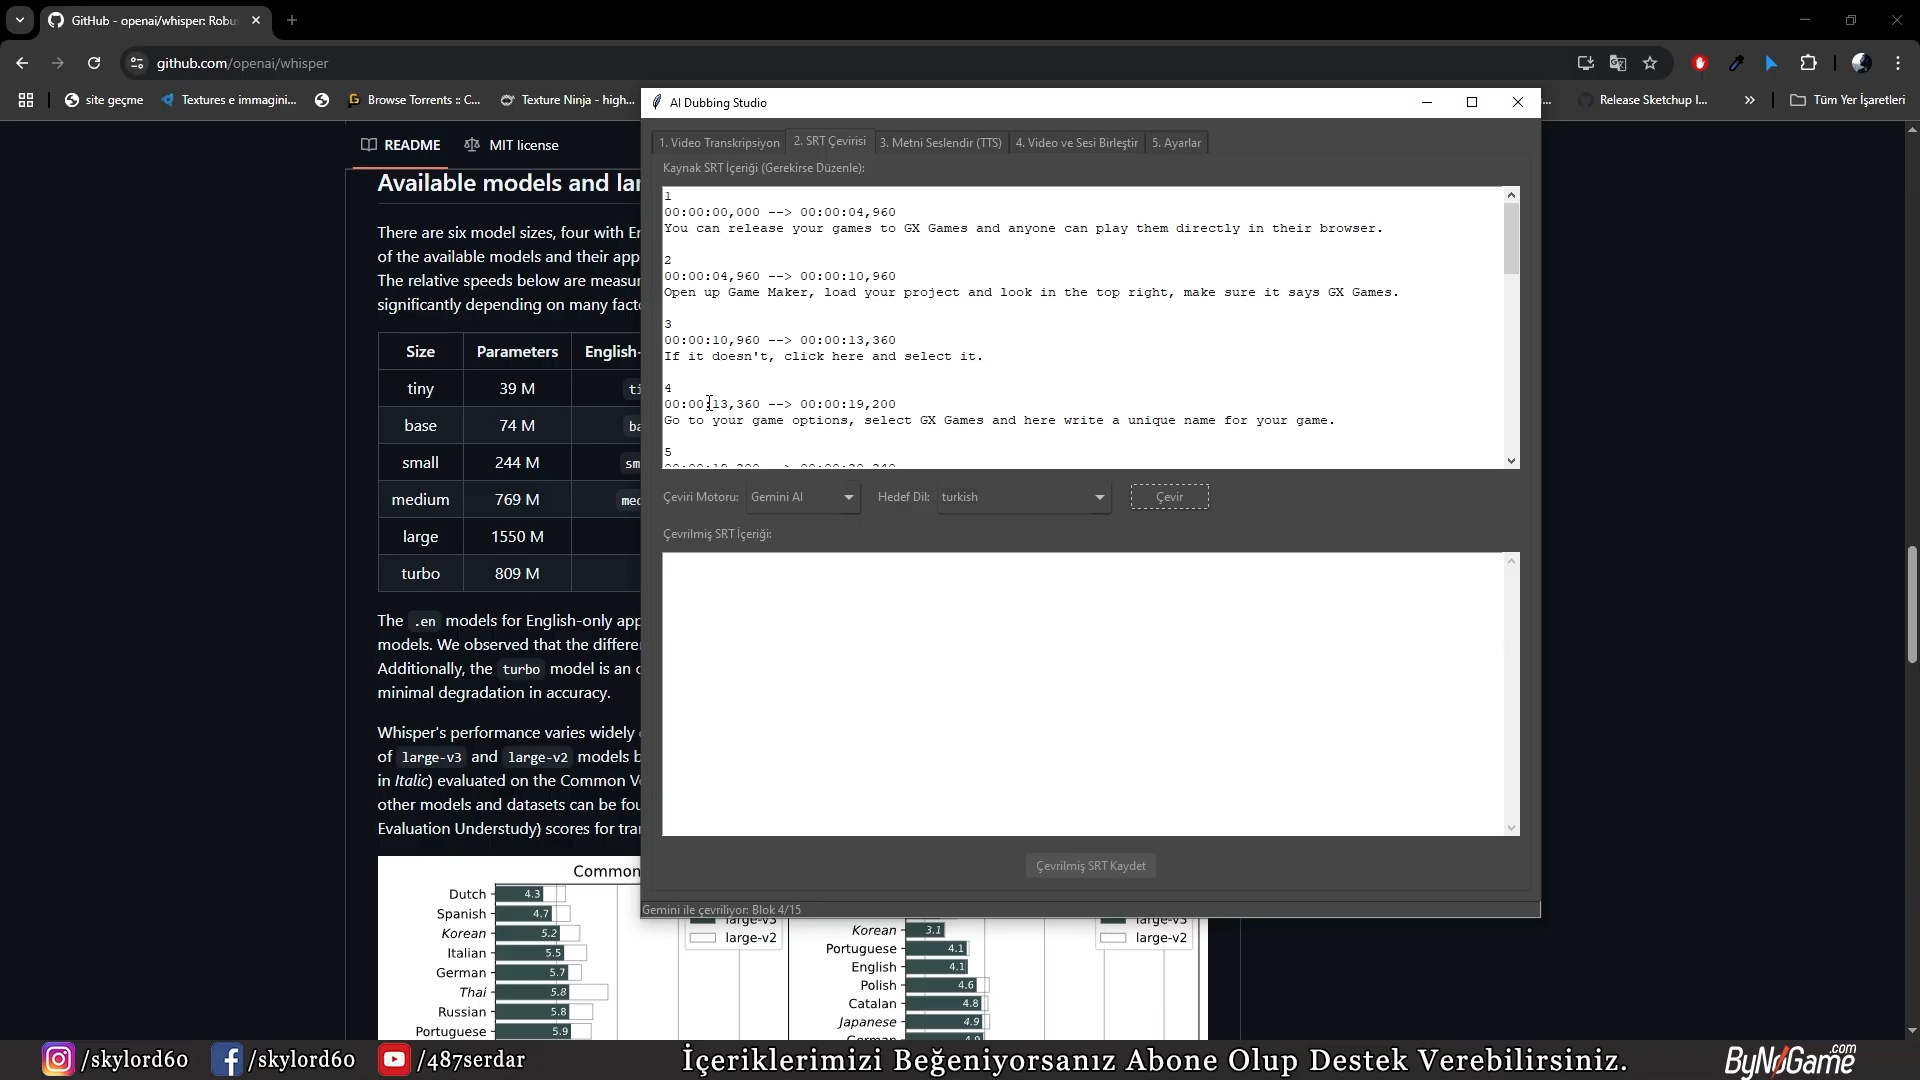 GitHub - openai/whisper: Robu
github.com/openai/whisper
site geçme
Textures e immagini...
Browse Torrents :: C...
Texture Ninja - high...
Release Sketchup I...
Tüm Yer İşaretleri
README
MIT license
Available models and la
There are six model sizes, four with E
of the available models and their app
The relative speeds below are measu
significantly depending on many fact
Size Parameters English-
tiny 39 M ti
base 74 M ba
small 244 M sm
medium 769 M med
large 1550 M
turbo 809 M
The .en models for English-only app
models. We observed that the differe
Additionally, the turbo model is an o
minimal degradation in accuracy.
Whisper's performance varies widely
of large-v3 and large-v2 models b
in Italic) evaluated on the Common Vo
other models and datasets can be fou
Evaluation Understudy) scores for tra
Common
Dutch 4.3
Spanish 4.7
Korean 5.2
Italian 5.5
German 5.7
Thai 5.8
Russian 5.8
Portuguese 5.9
large-v3
large-v2
Korean 3.1
Portuguese 4.1
English 4.1
Polish 4.6
Catalan 4.8
Japanese 4.9
German 4.9
large-v3
large-v2
AI Dubbing Studio
1. Video Transkripsiyon
2. SRT Çevirisi
3. Metni Seslendir (TTS)
4. Video ve Sesi Birleştir
5. Ayarlar
Kaynak SRT İçeriği (Gerekirse Düzenle):
1
00:00:00,000 --> 00:00:04,960
You can release your games to GX Games and anyone can play them directly in their browser.
2
00:00:04,960 --> 00:00:10,960
Open up Game Maker, load your project and look in the top right, make sure it says GX Games.
3
00:00:10,960 --> 00:00:13,360
If it doesn't, click here and select it.
4
00:00:13,360 --> 00:00:19,200
Go to your game options, select GX Games and here write a unique name for your game.
5
Çeviri Motoru: Gemini AI
Hedef Dil: turkish
Çevir
Çevrilmiş SRT İçeriği:
Çevrilmiş SRT Kaydet
Gemini ile çevriliyor: Blok 4/15
/skylord60
/skylord60
/487serdar
İçeriklerimizi Beğeniyorsanız Abone Olup Destek Verebilirsiniz.
ByNoGame.com